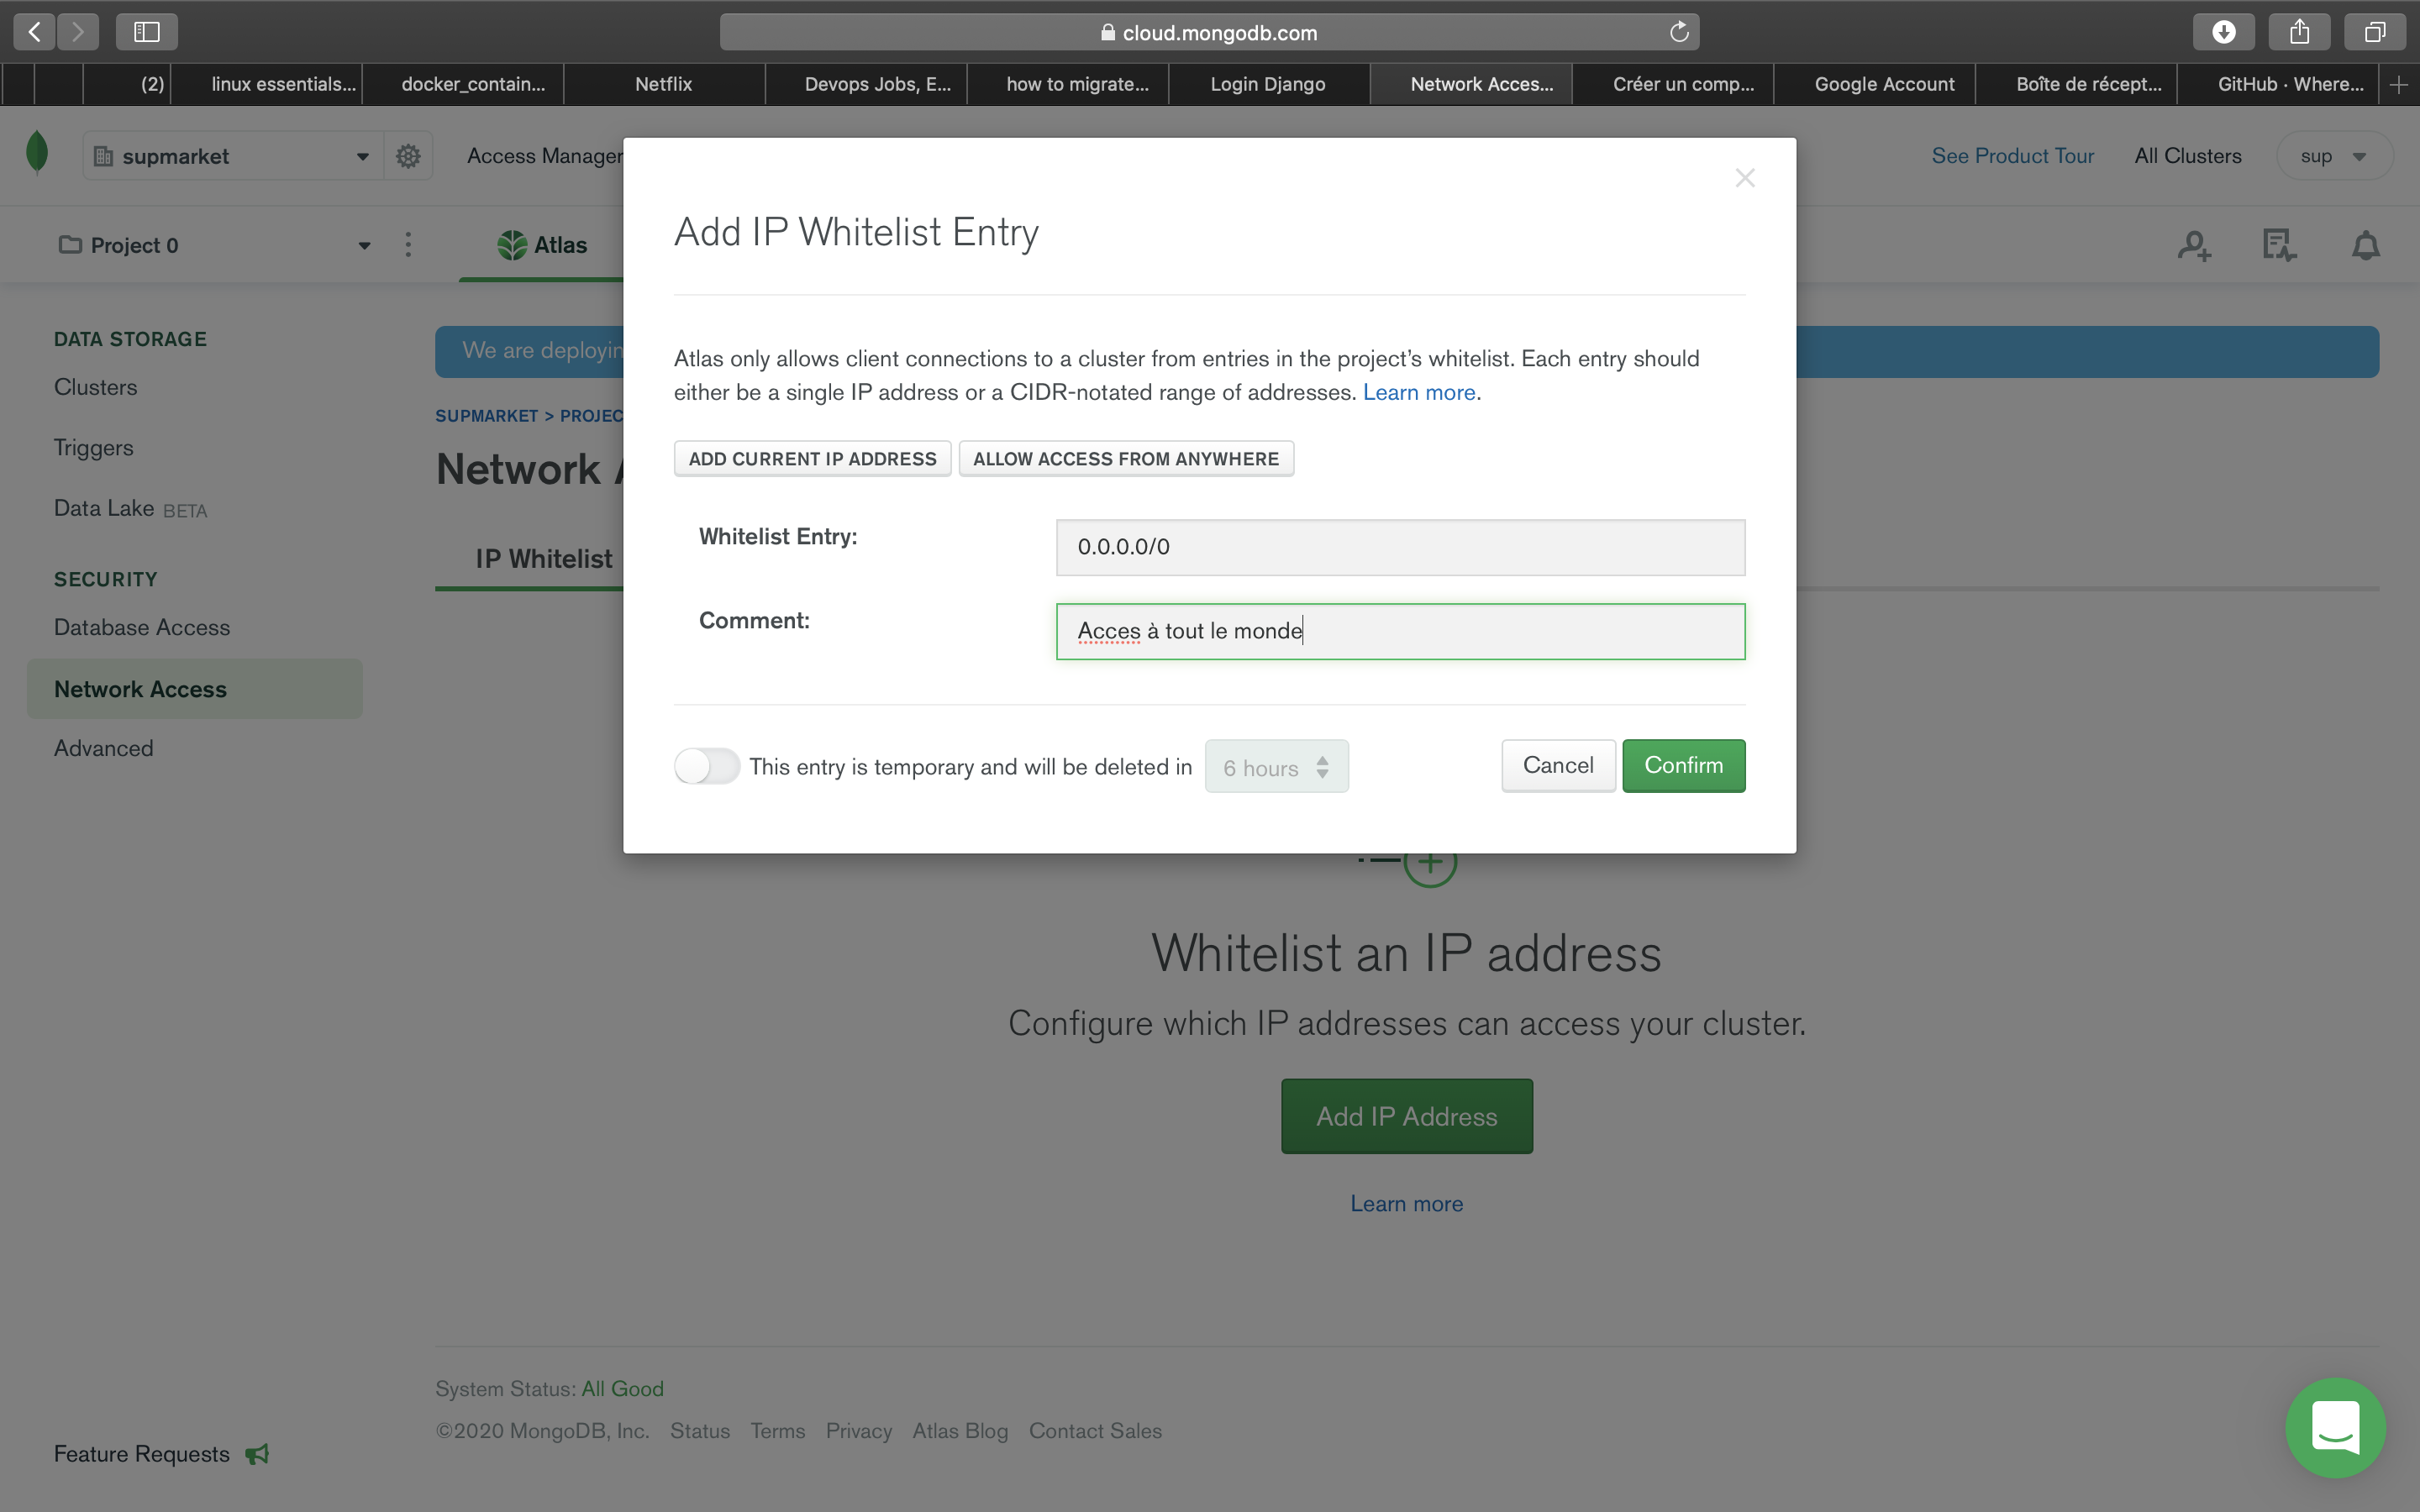 cloud.mongodb.com
(2)
linux essentials...
docker_contain...
Netflix
Devops Jobs, E...
how to migrate...
Login Django
Network Acces...
Créer un comp...
Google Account
Boîte de récept...
GitHub · Where...
supmarket
Access Manager
See Product Tour
All Clusters
sup
Project 0
Atlas
DATA STORAGE
Clusters
Triggers
Data Lake BETA
SECURITY
Database Access
Network Access
Advanced
Feature Requests
We are deployin
SUPMARKET > PROJEC
Network A
IP Whitelist
Add IP Whitelist Entry
Atlas only allows client connections to a cluster from entries in the project's whitelist. Each entry should
either be a single IP address or a CIDR-notated range of addresses. Learn more.
ADD CURRENT IP ADDRESS
ALLOW ACCESS FROM ANYWHERE
Whitelist Entry:
0.0.0.0/0
Comment:
Acces à tout le monde
This entry is temporary and will be deleted in
6 hours
Cancel
Confirm
Whitelist an IP address
Configure which IP addresses can access your cluster.
Add IP Address
Learn more
System Status: All Good
©2020 MongoDB, Inc. Status Terms Privacy Atlas Blog Contact Sales